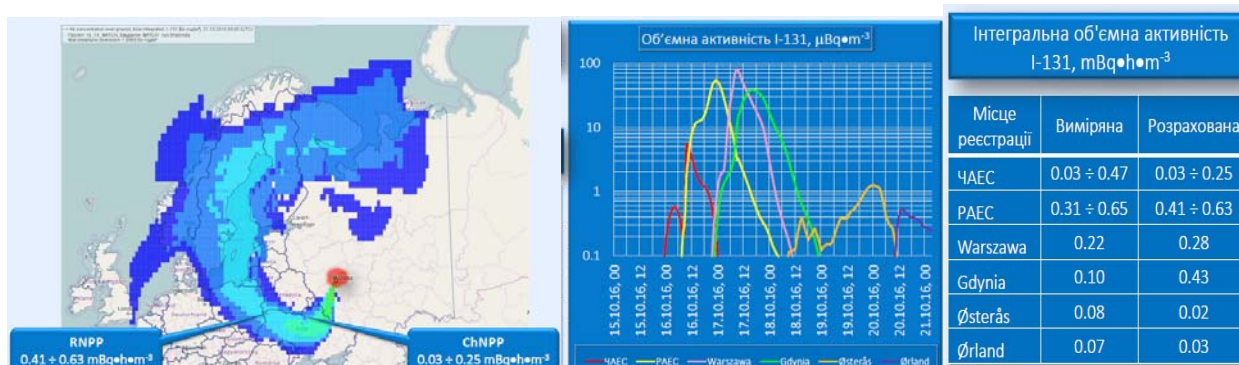 RNPP
0.41 ÷ 0.63 mBq●h●m⁻³
ChNPP
0.03 ÷ 0.25 mBq●h●m⁻³
Об’ємна активність I-131, µBq●m⁻³
100
10
1
0.1
15.10.16, 00
15.10.16, 12
16.10.16, 00
16.10.16, 12
17.10.16, 00
17.10.16, 12
18.10.16, 00
18.10.16, 12
19.10.16, 00
19.10.16, 12
20.10.16, 00
20.10.16, 12
21.10.16, 00
ЧАЕС РАЕС Warszawa Gdynia Østerås Ørland
Інтегральна об'ємна активність
I-131, mBq●h●m⁻³
Місце реєстрації Виміряна Розрахована
ЧАЕС 0.03 ÷ 0.47 0.03 ÷ 0.25
РАЕС 0.31 ÷ 0.65 0.41 ÷ 0.63
Warszawa 0.22 0.28
Gdynia 0.10 0.43
Østerås 0.08 0.02
Ørland 0.07 0.03